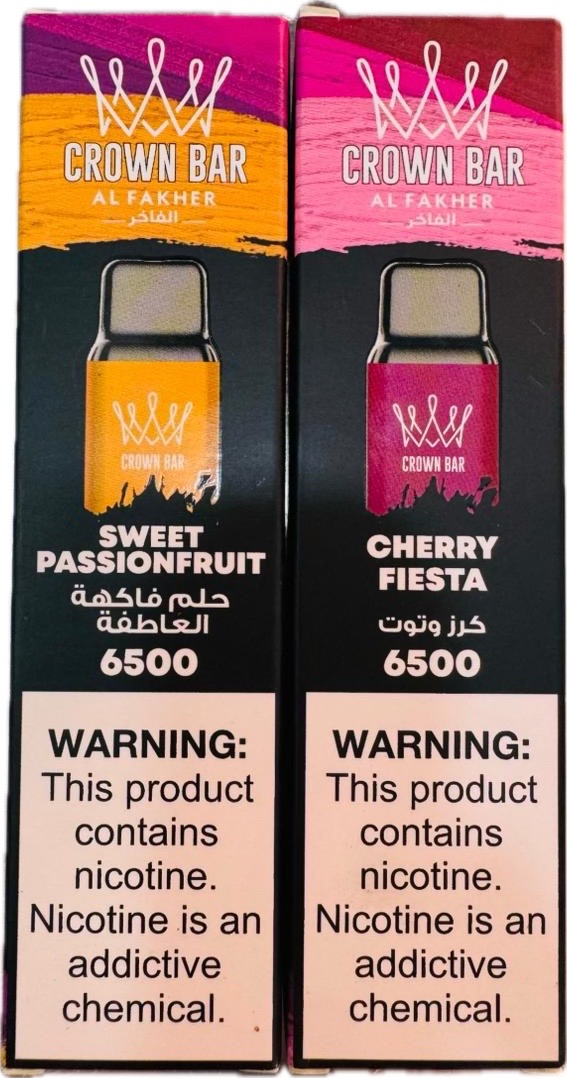 CROWN BAR
AL FAKHER
الفاخر
CROWN BAR
SWEET
PASSIONFRUIT
حلم فاكهة
العاطفة
6500
WARNING:
This product
contains
nicotine.
Nicotine is an
addictive
chemical.
CROWN BAR
AL FAKHER
الفاخر
CROWN BAR
CHERRY
FIESTA
كرز وتوت
6500
WARNING:
This product
contains
nicotine.
Nicotine is an
addictive
chemical.